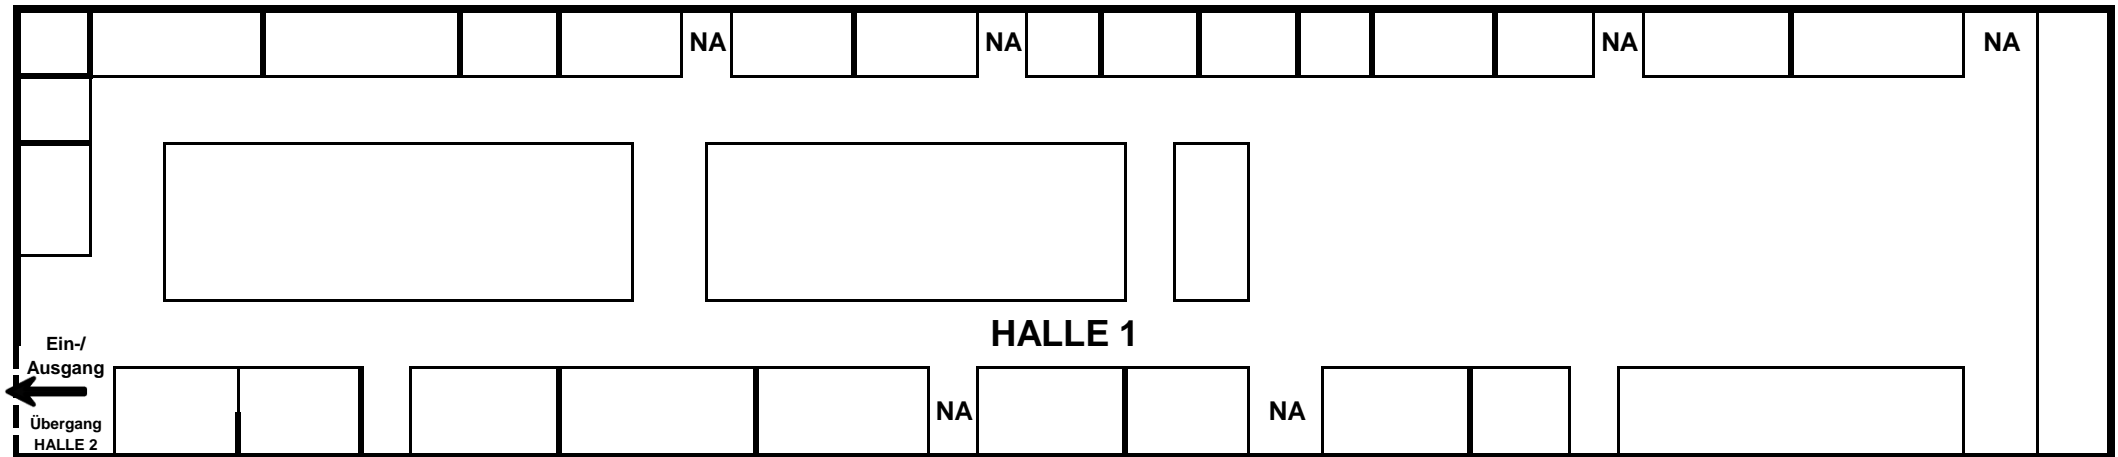 NA
NA
NA
NA
HALLE 1
Ein-/
Ausgang
NA
NA
Übergang
HALLE 2